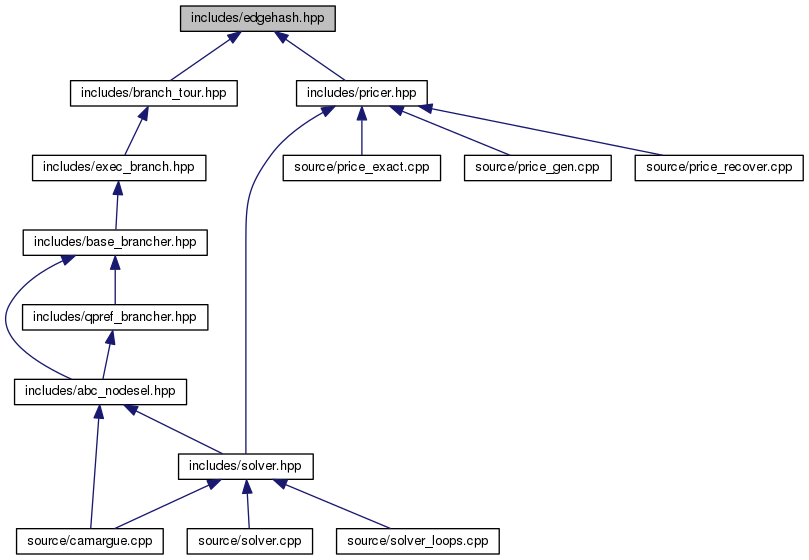 includes/edgehash.hpp
includes/branch_tour.hpp
includes/pricer.hpp
includes/exec_branch.hpp
source/price_exact.cpp
source/price_gen.cpp
source/price_recover.cpp
includes/base_brancher.hpp
includes/qpref_brancher.hpp
includes/abc_nodesel.hpp
includes/solver.hpp
source/camargue.cpp
source/solver.cpp
source/solver_loops.cpp